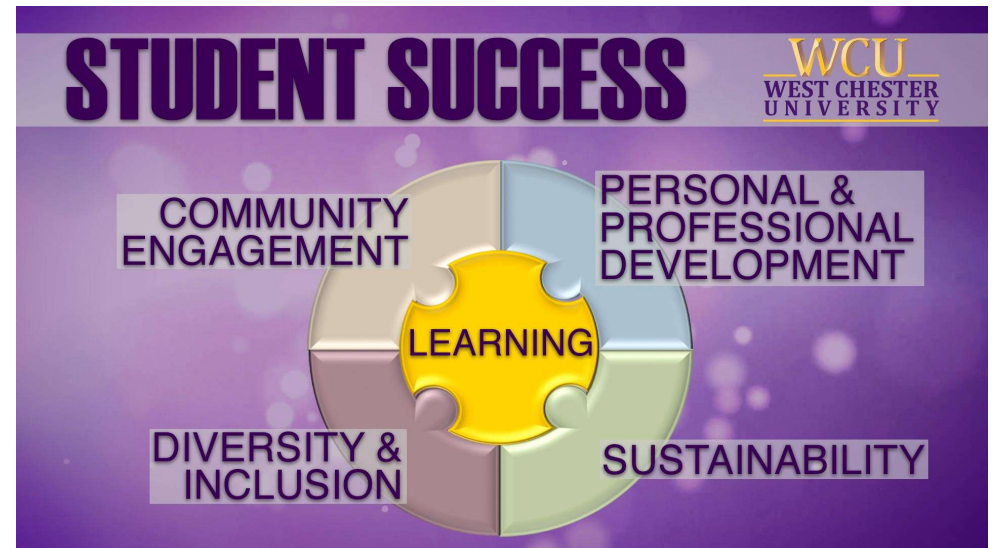 STUDENT SUCCESS
WCU
WEST CHESTER
UNIVERSITY
COMMUNITY
ENGAGEMENT
PERSONAL &
PROFESSIONAL
DEVELOPMENT
LEARNING
DIVERSITY &
INCLUSION
SUSTAINABILITY